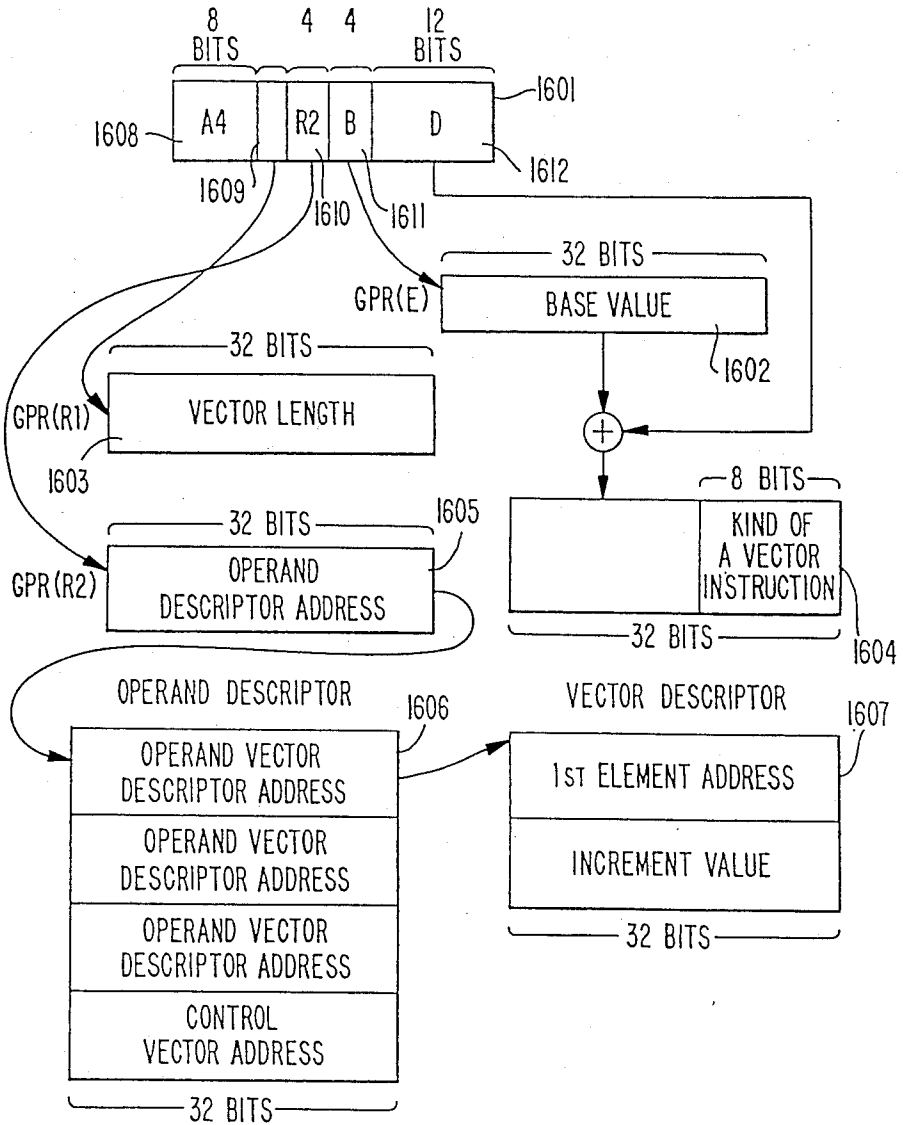 8 4 4 12
BITS BITS
1601
A4 R2 B D
1608
1609
1610
1611
1612
32 BITS
GPR(E)
BASE VALUE
1602
32 BITS
GPR(R1)
VECTOR LENGTH
1603
8 BITS
KIND OF
A VECTOR
INSTRUCTION
32 BITS
1604
32 BITS
1605
GPR(R2)
OPERAND
DESCRIPTOR ADDRESS
OPERAND DESCRIPTOR
1606
OPERAND VECTOR
DESCRIPTOR ADDRESS
OPERAND VECTOR
DESCRIPTOR ADDRESS
OPERAND VECTOR
DESCRIPTOR ADDRESS
CONTROL
VECTOR ADDRESS
32 BITS
VECTOR DESCRIPTOR
1607
1ST ELEMENT ADDRESS
INCREMENT VALUE
32 BITS